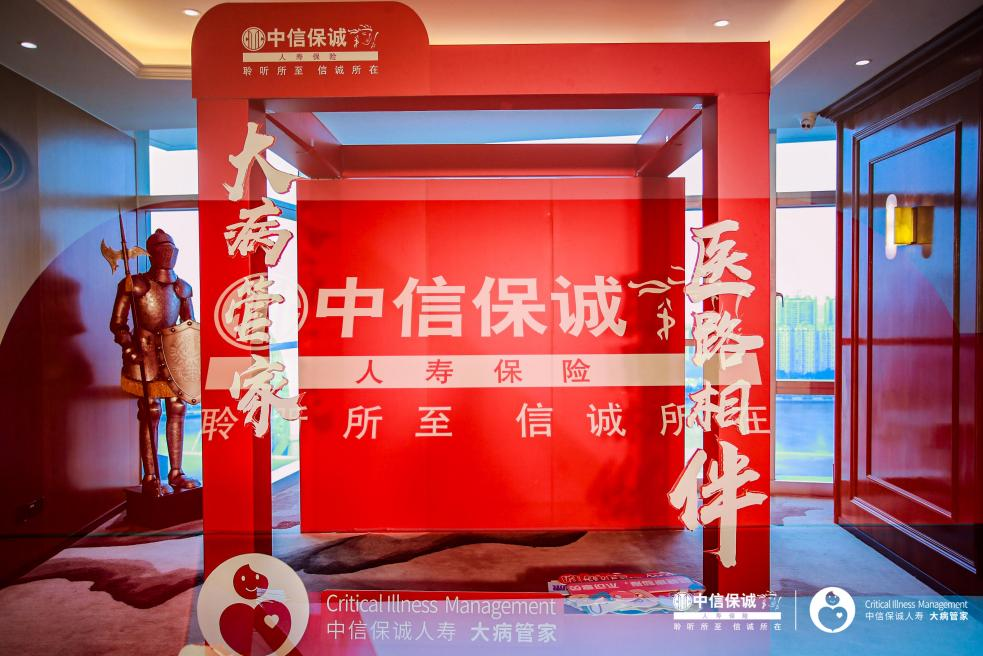 中信保诚
人寿保险
聆听所至 信诚所在
大病管家
医路相伴
中信保诚
人寿保险
聆听所至 信诚所在
Critical Illness Management
中信保诚人寿 大病管家
中信保诚
人寿保险
聆听所至 信诚所在
Critical Illness Management
中信保诚人寿 大病管家